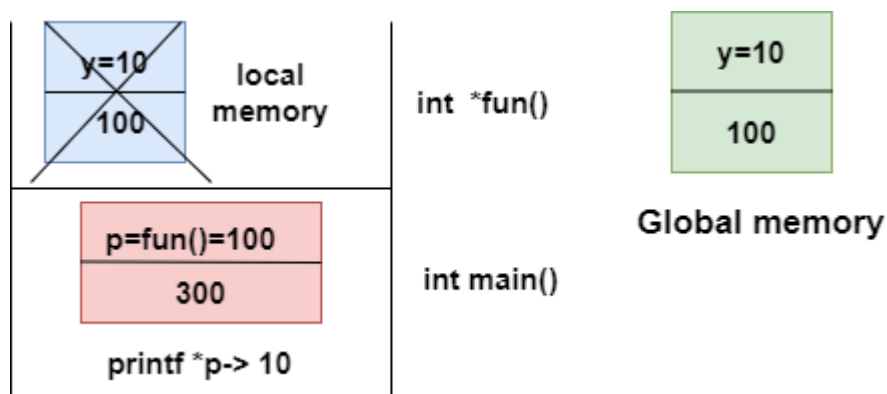 y=10
100
local
memory
int *fun()
y=10
100
Global memory
p=fun()=100
300
int main()
printf *p-> 10